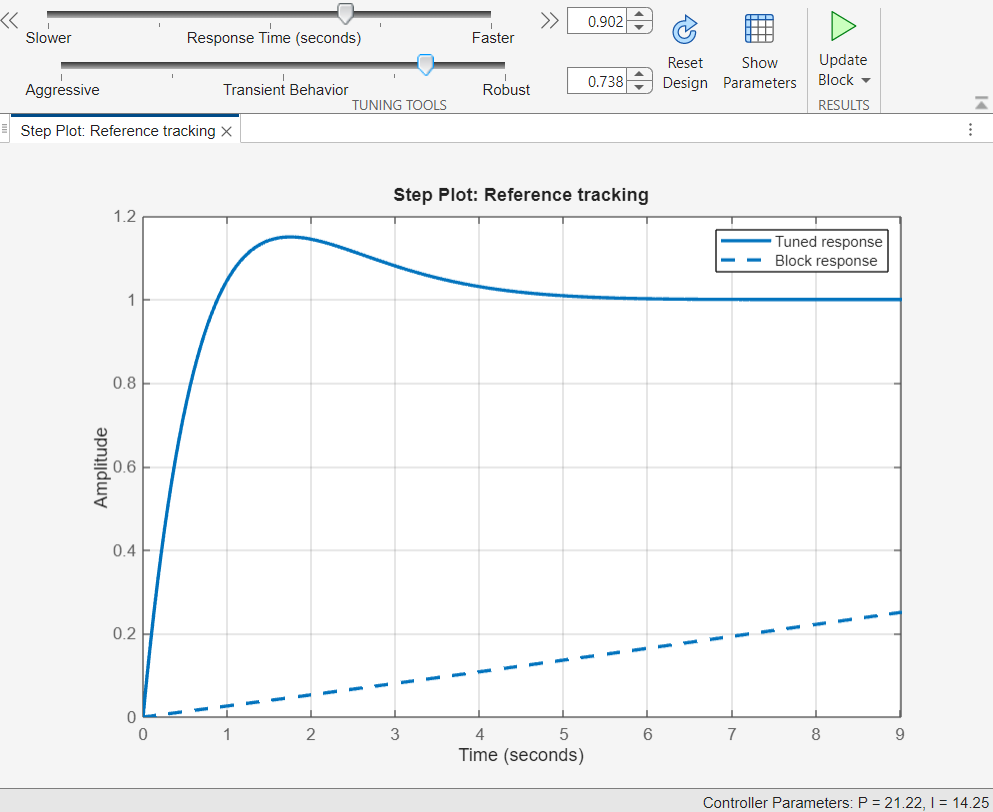 Slower Response Time (seconds) Faster
0.902
Aggressive Transient Behavior Robust
0.738
Reset Design
Show Parameters
Update Block
TUNING TOOLS
RESULTS
Step Plot: Reference tracking
Step Plot: Reference tracking
Tuned response
Block response
Amplitude
1.2
1
0.8
0.6
0.4
0.2
0
0 1 2 3 4 5 6 7 8 9
Time (seconds)
Controller Parameters: P = 21.22, I = 14.25